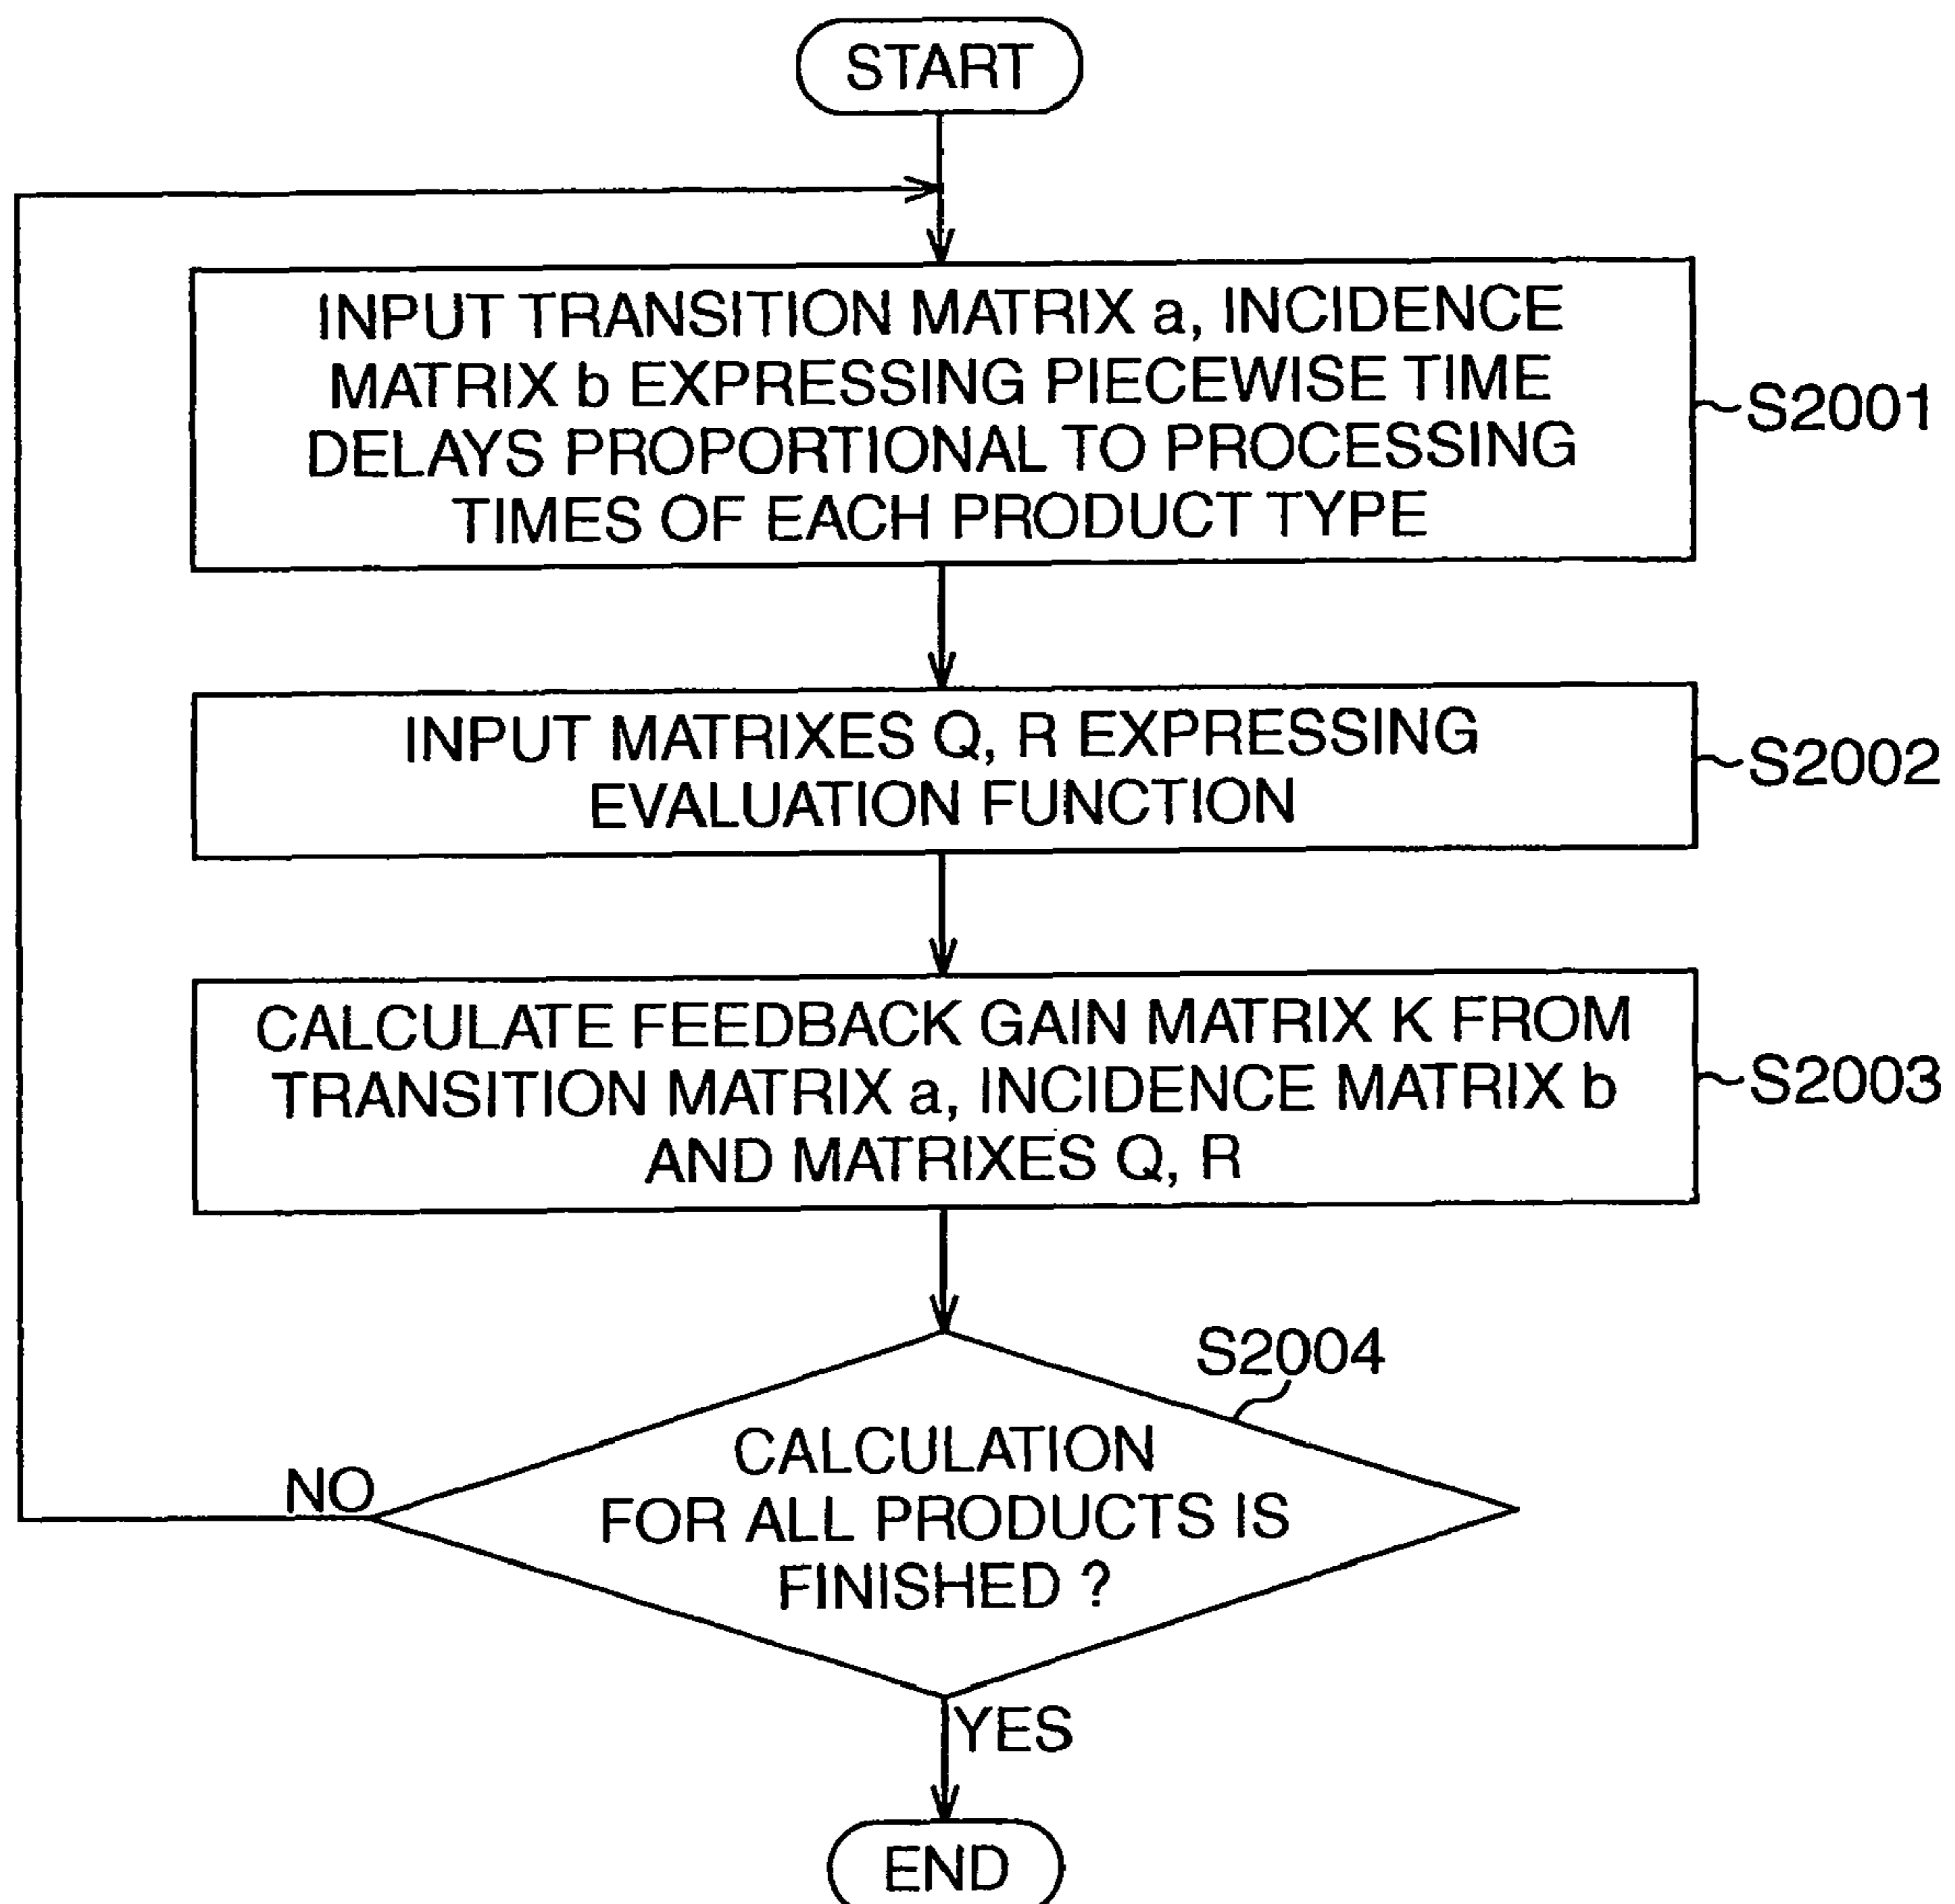 START
INPUT TRANSITION MATRIX a, INCIDENCE
MATRIX b EXPRESSING PIECEWISE TIME
DELAYS PROPORTIONAL TO PROCESSING
TIMES OF EACH PRODUCT TYPE
S2001
INPUT MATRIXES Q, R EXPRESSING
EVALUATION FUNCTION
S2002
CALCULATE FEEDBACK GAIN MATRIX K FROM
TRANSITION MATRIX a, INCIDENCE MATRIX b
AND MATRIXES Q, R
S2003
S2004
CALCULATION
FOR ALL PRODUCTS IS
FINISHED ?
NO
YES
END